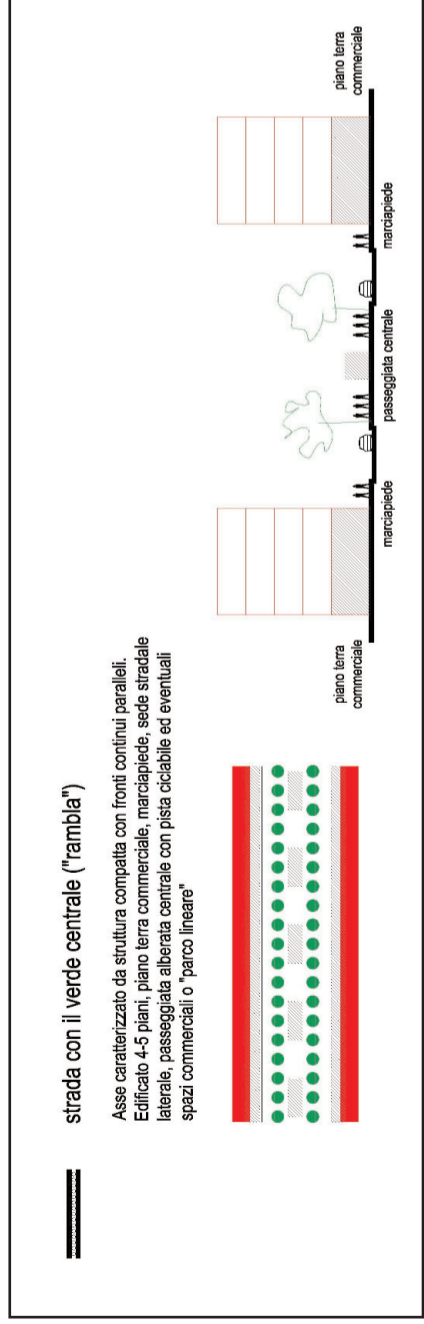 strada con il verde centrale ("rambla")
Asse caratterizzato da struttura compatta con fronti continui paralleli.
Edificato 4-5 piani, piano terra commerciale, marciapiede, sede stradale
laterale, passeggiata alberata centrale con pista ciclabile ed eventuali
spazi commerciali o "parco lineare"
piano terra
commerciale
marciapiede
passeggiata centrale
marciapiede
piano terra
commerciale